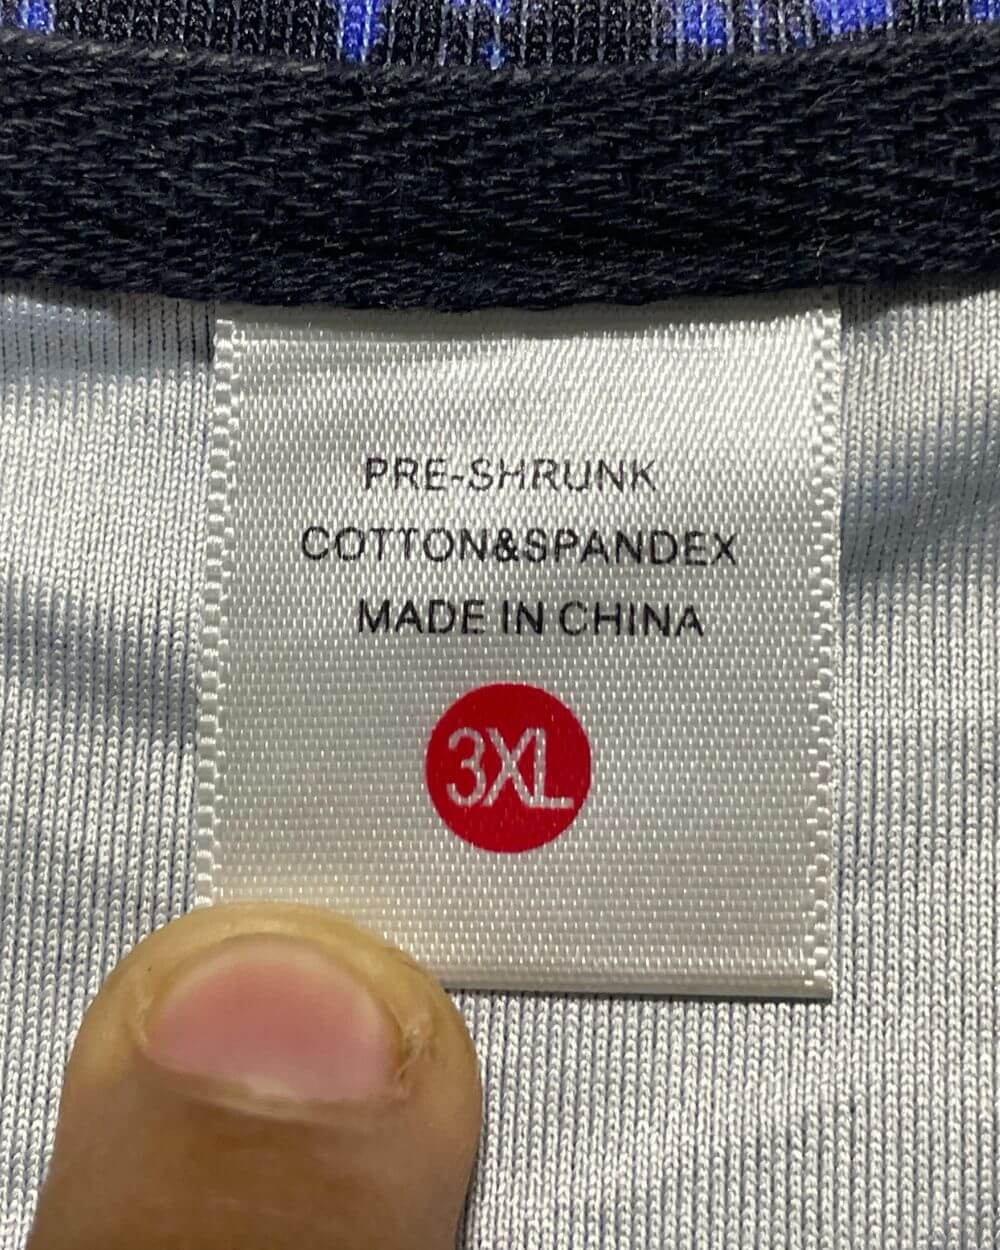 PRE-SHRUNK
COTTON&SPANDEX
MADE IN CHINA
3XL